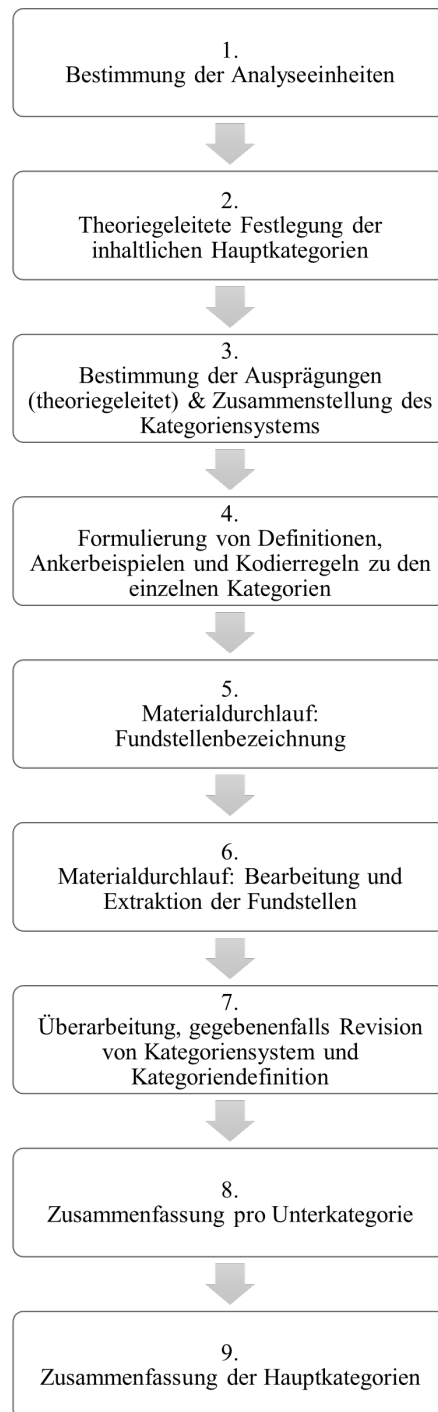 1.
Bestimmung der Analyseeinheiten
2.
Theoriegeleitete Festlegung der
inhaltlichen Hauptkategorien
3.
Bestimmung der Ausprägungen
(theoriegeleitet) & Zusammenstellung des
Kategoriensystems
4.
Formulierung von Definitionen,
Ankerbeispielen und Kodierregeln zu den
einzelnen Kategorien
5.
Materialdurchlauf:
Fundstellenbezeichnung
6.
Materialdurchlauf: Bearbeitung und
Extraktion der Fundstellen
7.
Überarbeitung, gegebenenfalls Revision
von Kategoriensystem und
Kategoriendefinition
8.
Zusammenfassung pro Unterkategorie
9.
Zusammenfassung der Hauptkategorien